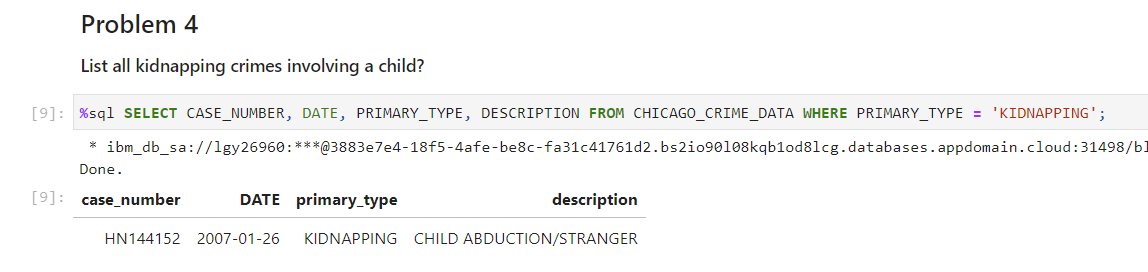 Problem 4
List all kidnapping crimes involving a child?
[9]: %sql SELECT CASE_NUMBER, DATE, PRIMARY_TYPE, DESCRIPTION FROM CHICAGO_CRIME_DATA WHERE PRIMARY_TYPE = 'KIDNAPPING';
* ibm_db_sa://lgy26960:***@3883e7e4-18f5-4afe-be8c-fa31c41761d2.bs2io90l08kqb1od8lcg.databases.appdomain.cloud:31498/bl
Done.
[9]: case_number DATE primary_type description
HN144152 2007-01-26 KIDNAPPING CHILD ABDUCTION/STRANGER